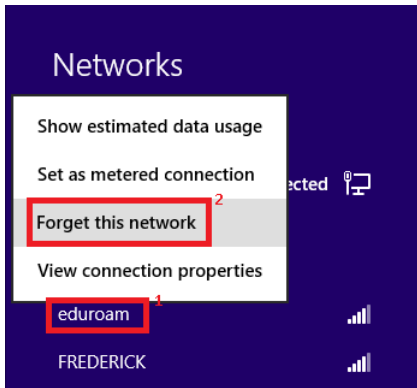 Networks
Show estimated data usage
Set as metered connection
ected
2
Forget this network
View connection properties
1
eduroam
FREDERICK